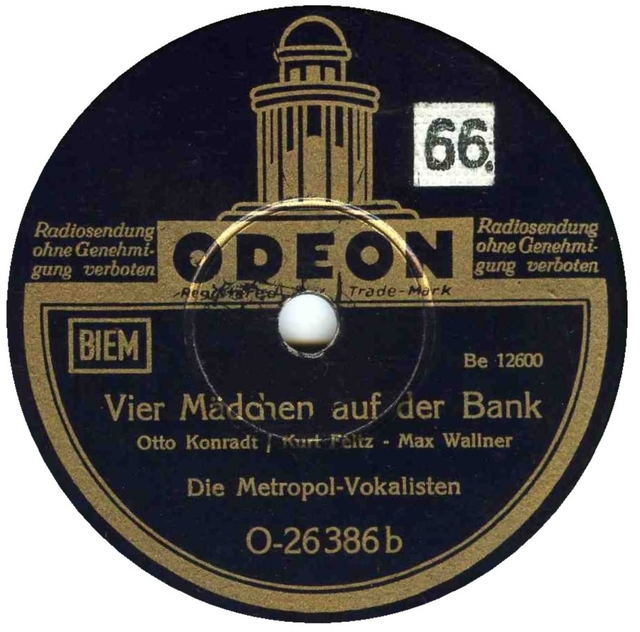 66.
Radiosendung
ohne Genehmi-
gung verboten
ODEON
Radiosendung
ohne Genehmi-
gung verboten
Trade-Mark
BIEM
Be 12600
Vier Mädchen auf der Bank
Otto Konradt / Kurt Feltz - Max Wallner
Die Metropol-Vokalisten
O-26386b